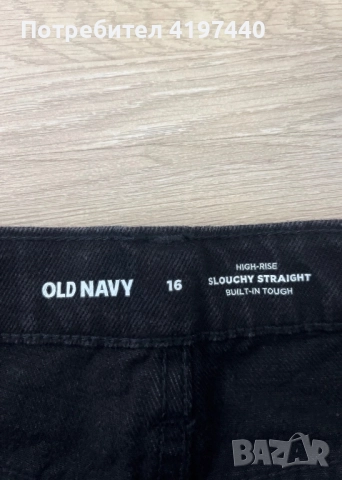 Потребител 4197440
OLD NAVY 16
HIGH-RISE
SLOUCHY STRAIGHT
BUILT-IN TOUGH
BAZAR